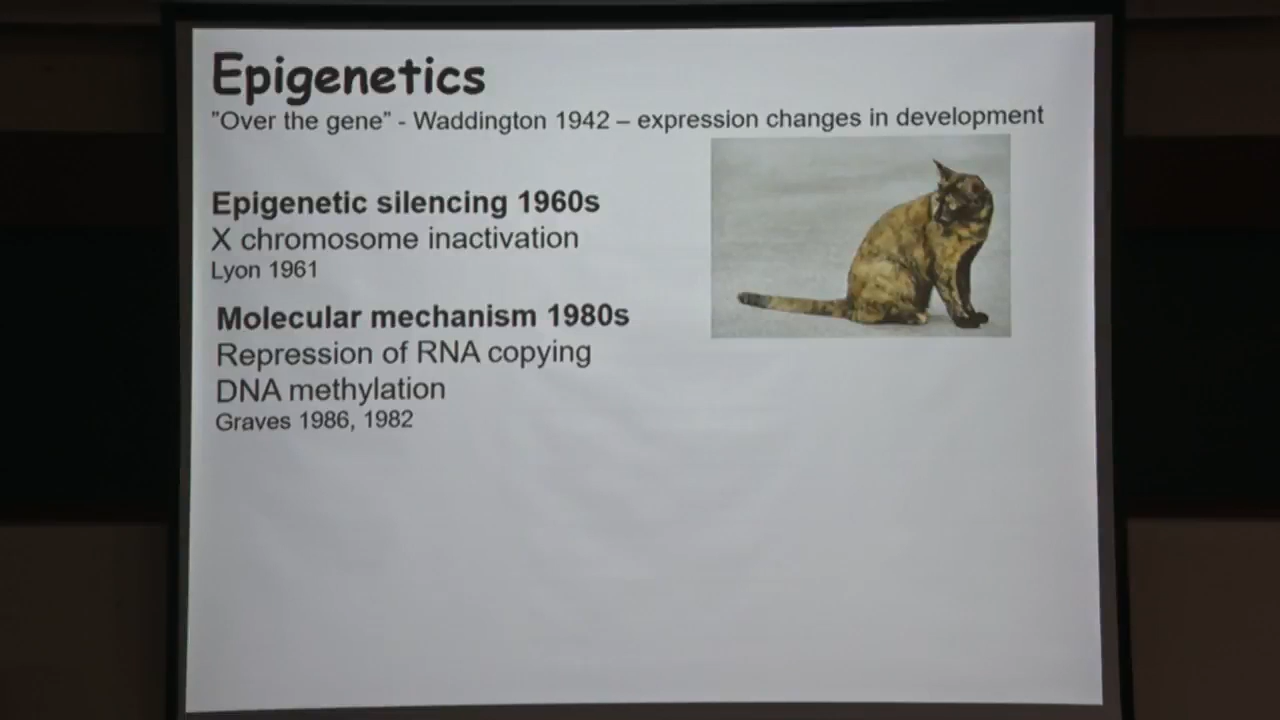 Epigenetics
"Over the gene" - Waddington 1942 – expression changes in development
Epigenetic silencing 1960s
X chromosome inactivation
Lyon 1961
Molecular mechanism 1980s
Repression of RNA copying
DNA methylation
Graves 1986, 1982